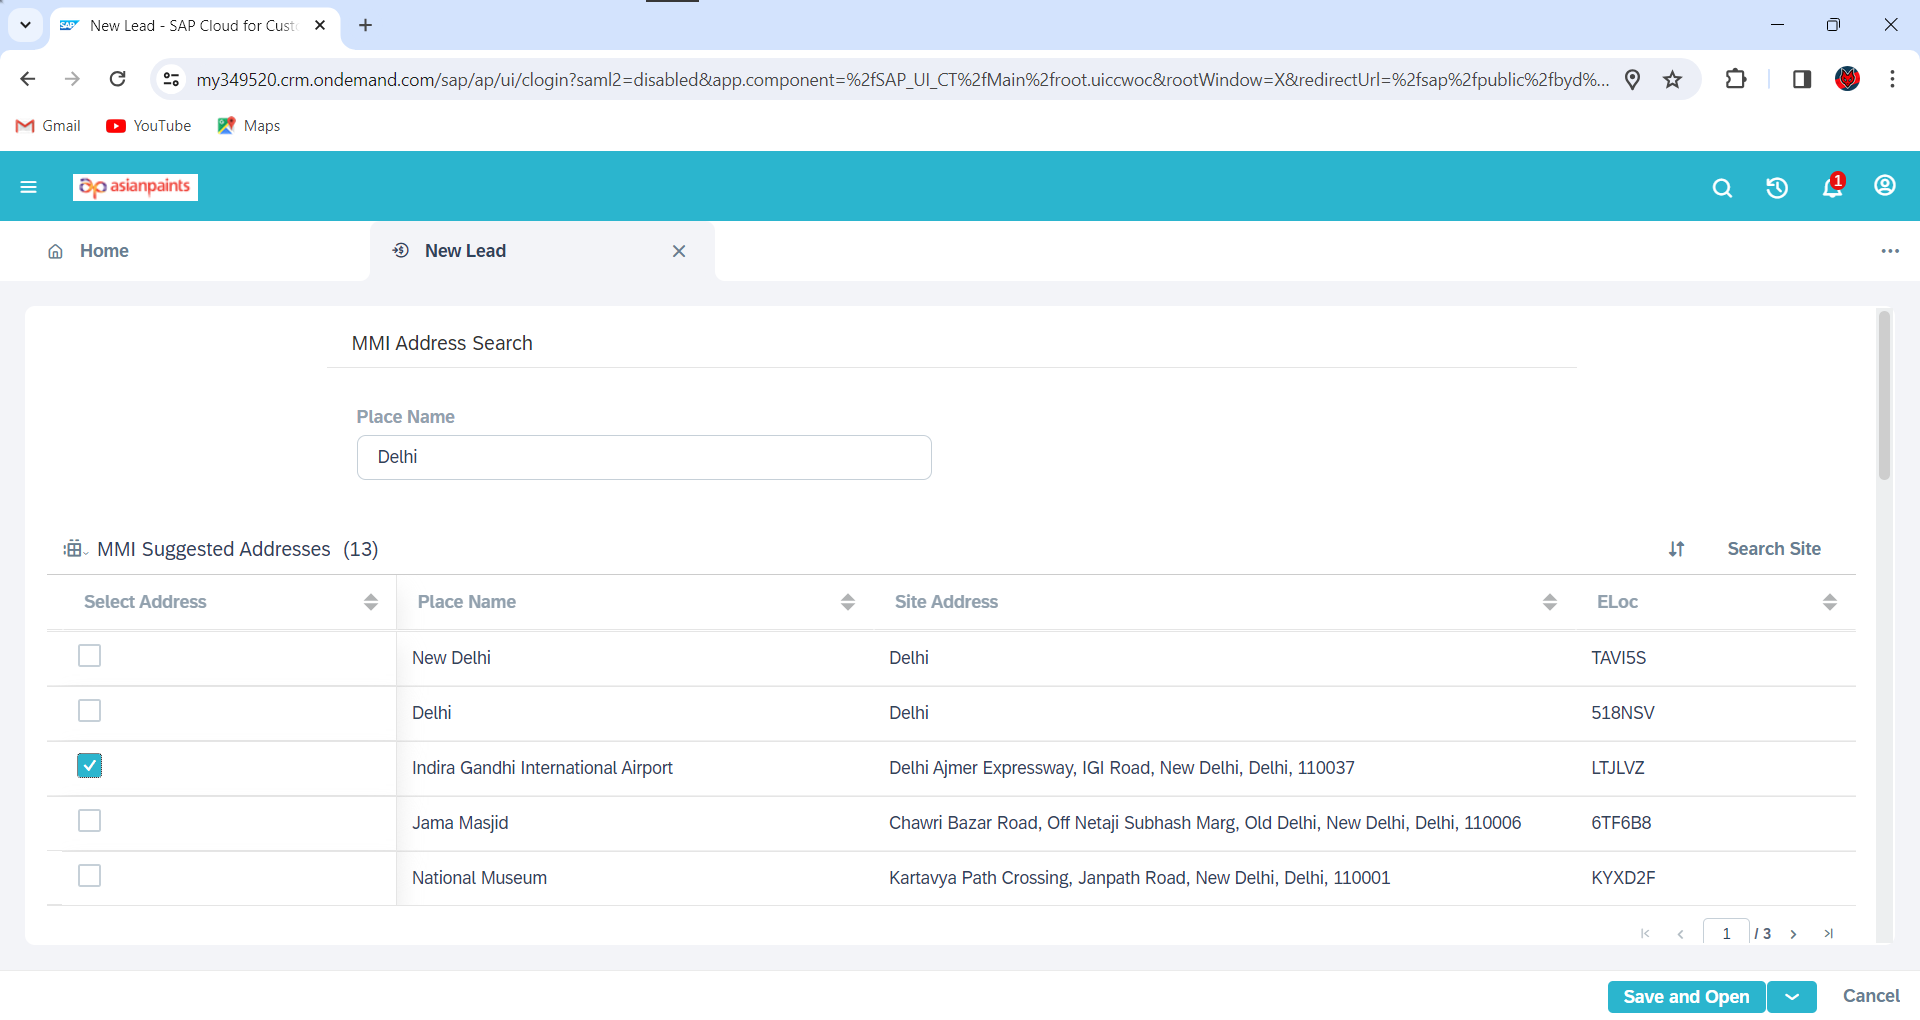 New Lead - SAP Cloud for Cust
my349520.crm.ondemand.com/sap/ap/ui/clogin?saml2=disabled&app.component=%2fSAP_UI_CT%2fMain%2froot.uiccwoc&rootWindow=X&redirectUrl=%2fsap%2fpublic%2fbyd%...
Gmail YouTube Maps
asianpaints 1
Home New Lead
MMI Address Search
Place Name
Delhi
MMI Suggested Addresses (13) Search Site
Select Address Place Name Site Address ELoc
New Delhi Delhi TAVI5S
Delhi Delhi 518NSV
Indira Gandhi International Airport Delhi Ajmer Expressway, IGI Road, New Delhi, Delhi, 110037 LTJLVZ
Jama Masjid Chawri Bazar Road, Off Netaji Subhash Marg, Old Delhi, New Delhi, Delhi, 110006 6TF6B8
National Museum Kartavya Path Crossing, Janpath Road, New Delhi, Delhi, 110001 KYXD2F
1 / 3
Save and Open Cancel